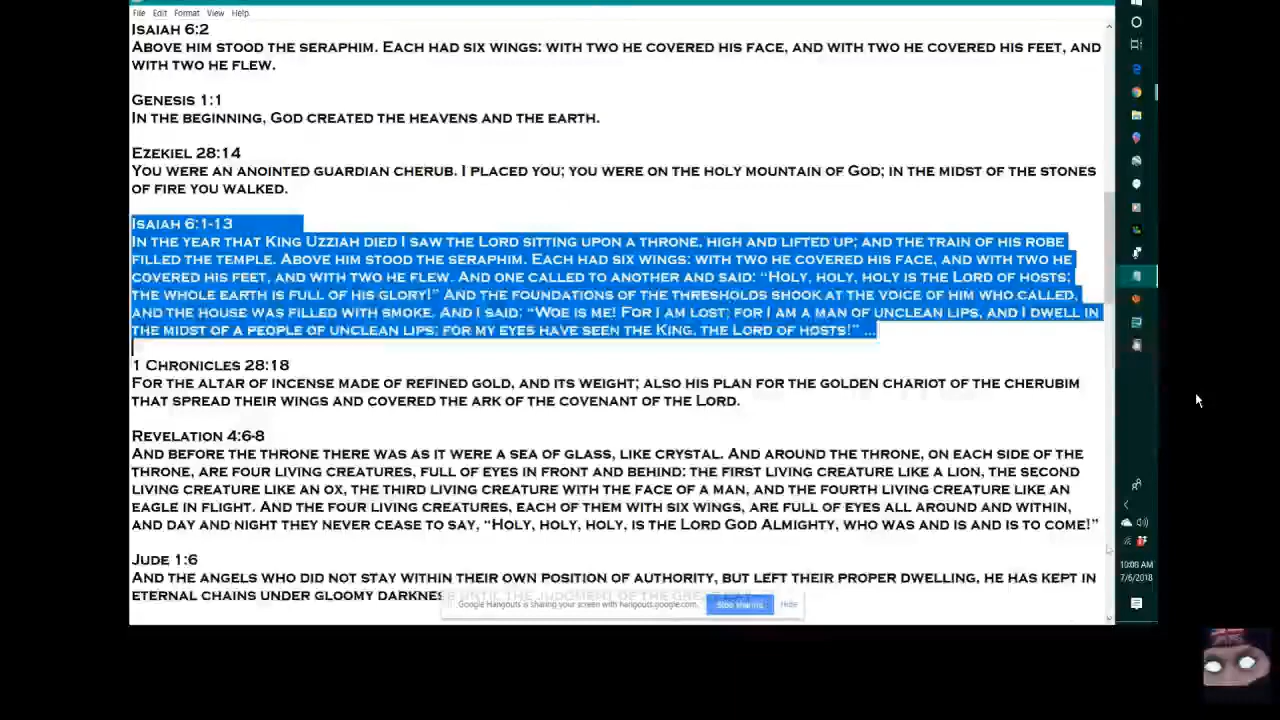 File Edit Format View Help
Isaiah 6:2
Above him stood the seraphim. Each had six wings: with two he covered his face, and with two he covered his feet, and
with two he flew.
Genesis 1:1
In the beginning, God created the heavens and the earth.
Ezekiel 28:14
You were an anointed guardian cherub. I placed you; you were on the holy mountain of God; in the midst of the stones
of fire you walked.
Isaiah 6:1-13
In the year that King Uzziah died I saw the Lord sitting upon a throne, high and lifted up; and the train of his robe
filled the temple. Above him stood the seraphim. Each had six wings: with two he covered his face, and with two he
covered his feet, and with two he flew. And one called to another and said: “Holy, holy, holy is the Lord of hosts;
the whole earth is full of his glory!” And the foundations of the thresholds shook at the voice of him who called,
and the house was filled with smoke. And I said: “Woe is me! For I am lost; for I am a man of unclean lips, and I dwell in
the midst of a people of unclean lips; for my eyes have seen the King, the Lord of hosts!” ...
1 Chronicles 28:18
For the altar of incense made of refined gold, and its weight; also his plan for the golden chariot of the cherubim
that spread their wings and covered the ark of the covenant of the Lord.
Revelation 4:6-8
And before the throne there was as it were a sea of glass, like crystal. And around the throne, on each side of the
throne, are four living creatures, full of eyes in front and behind: the first living creature like a lion, the second
living creature like an ox, the third living creature with the face of a man, and the fourth living creature like an
eagle in flight. And the four living creatures, each of them with six wings, are full of eyes all around and within,
and day and night they never cease to say, “Holy, holy, holy, is the Lord God Almighty, who was and is and is to come!”
Jude 1:6
And the angels who did not stay within their own position of authority, but left their proper dwelling, he has kept in
eternal chains under gloomy darkness until the judgment of the great
Google Hangouts is sharing your screen with hangouts.google.com. Stop sharing Hide
10:08 AM
7/6/2018